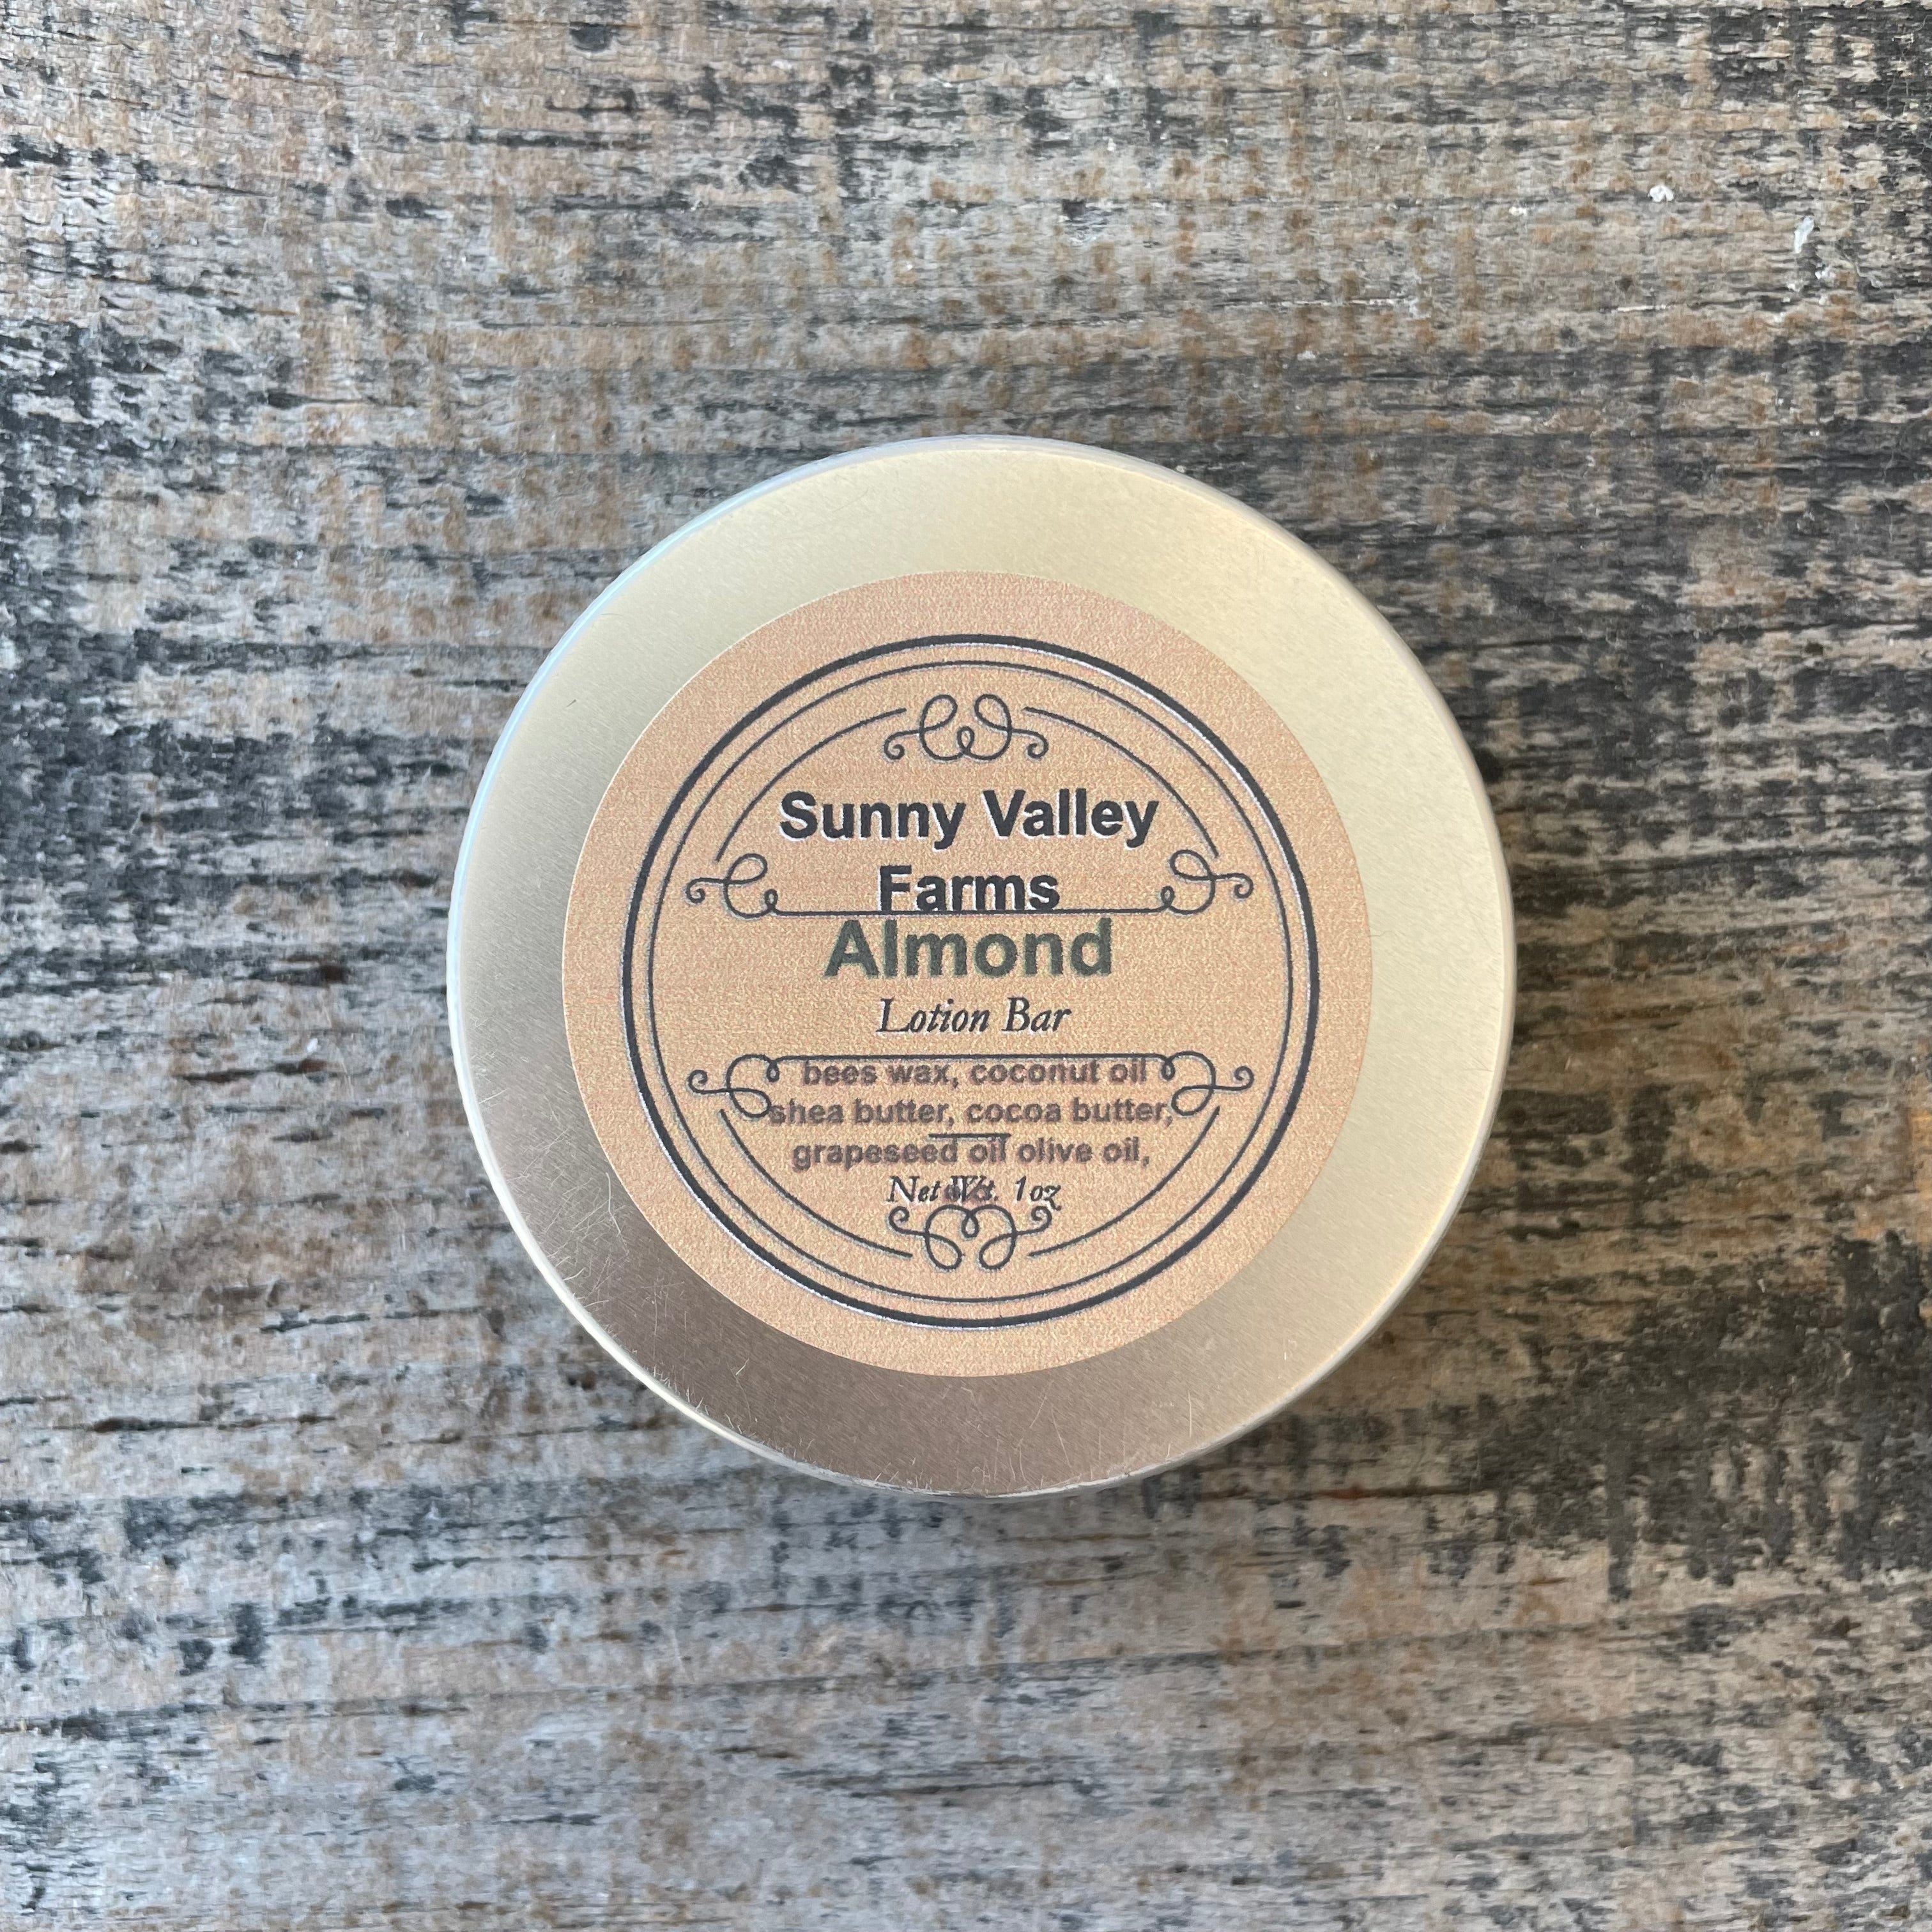 Sunny Valley
Farms
Almond
Lotion Bar
bees wax, coconut oil
shea butter, cocoa butter,
grapeseed oil olive oil,
Net Wt. 1oz